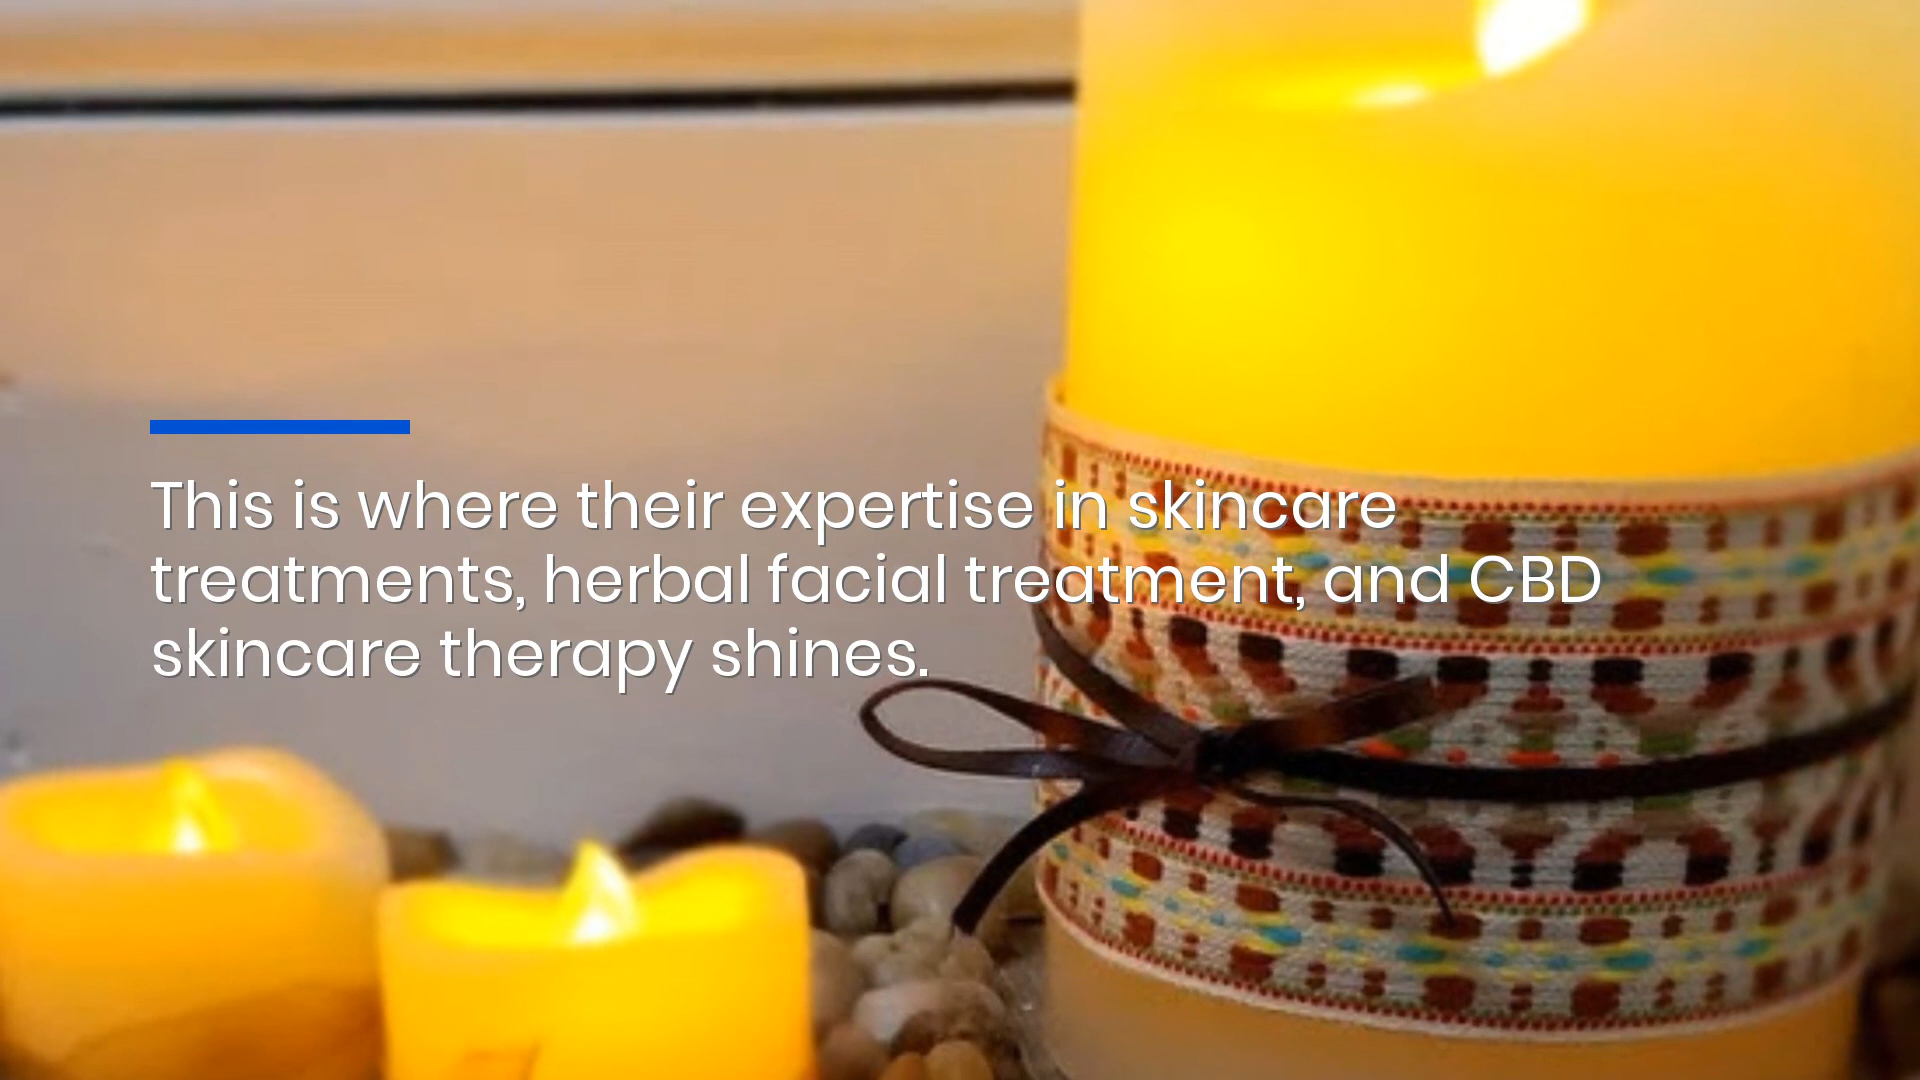 This is where their expertise in skincare
treatments, herbal facial treatment, and CBD
skincare therapy shines.